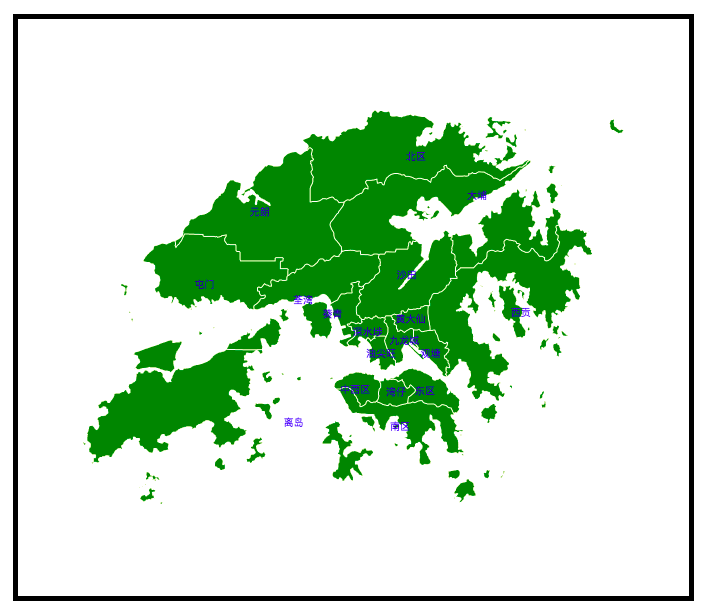 北区
大埔
元朗
沙田
屯门
荃湾
葵青
西贡
黄大仙
深水埗
九龙城
油尖旺
观塘
中西区
湾仔
东区
离岛
南区